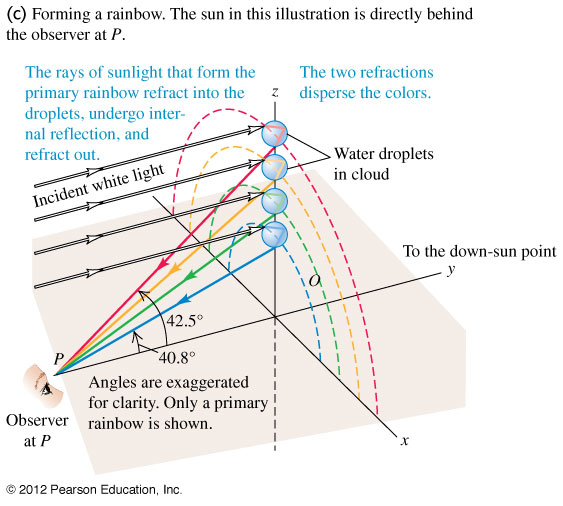 (c) Forming a rainbow. The sun in this illustration is directly behind
the observer at P.
The rays of sunlight that form the
primary rainbow refract into the
droplets, undergo inter-
nal reflection, and
refract out.
The two refractions
disperse the colors.
z
Water droplets
in cloud
Incident white light
To the down-sun point
y
O
42.5°
40.8°
P
Angles are exaggerated
for clarity. Only a primary
rainbow is shown.
Observer
at P
x
© 2012 Pearson Education, Inc.